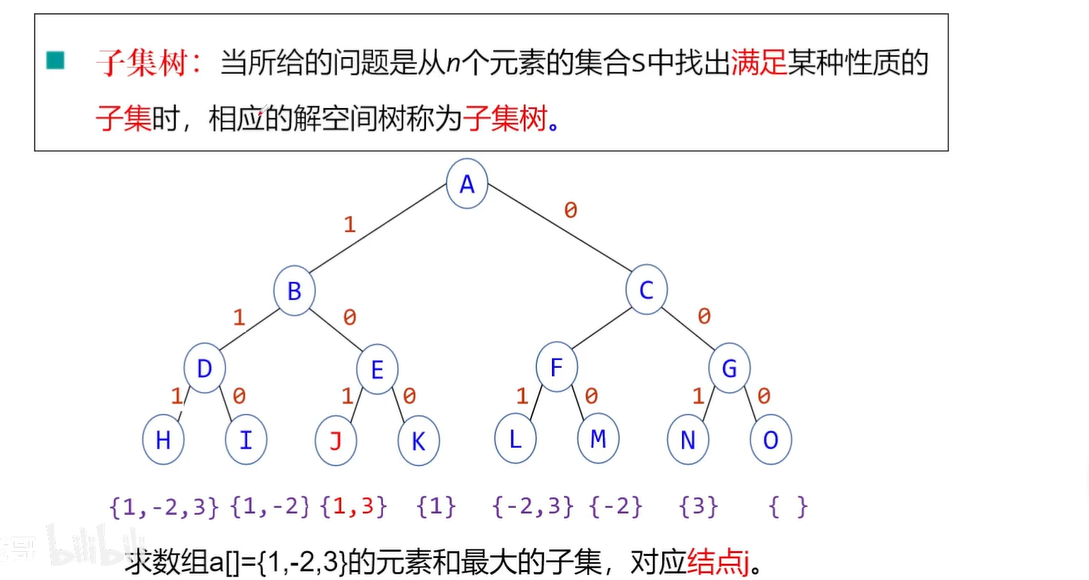 子集树：当所给的问题是从n个元素的集合S中找出满足某种性质的
子集时，相应的解空间树称为子集树。
A
1 0
B C
1 0 0
D E F G
1 0 1 0 1 0 1 0
H I J K L M N O
{1,-2,3} {1,-2} {1,3} {1} {-2,3} {-2} {3} { }
求数组a[]={1,-2,3}的元素和最大的子集，对应结点j。
bilibili